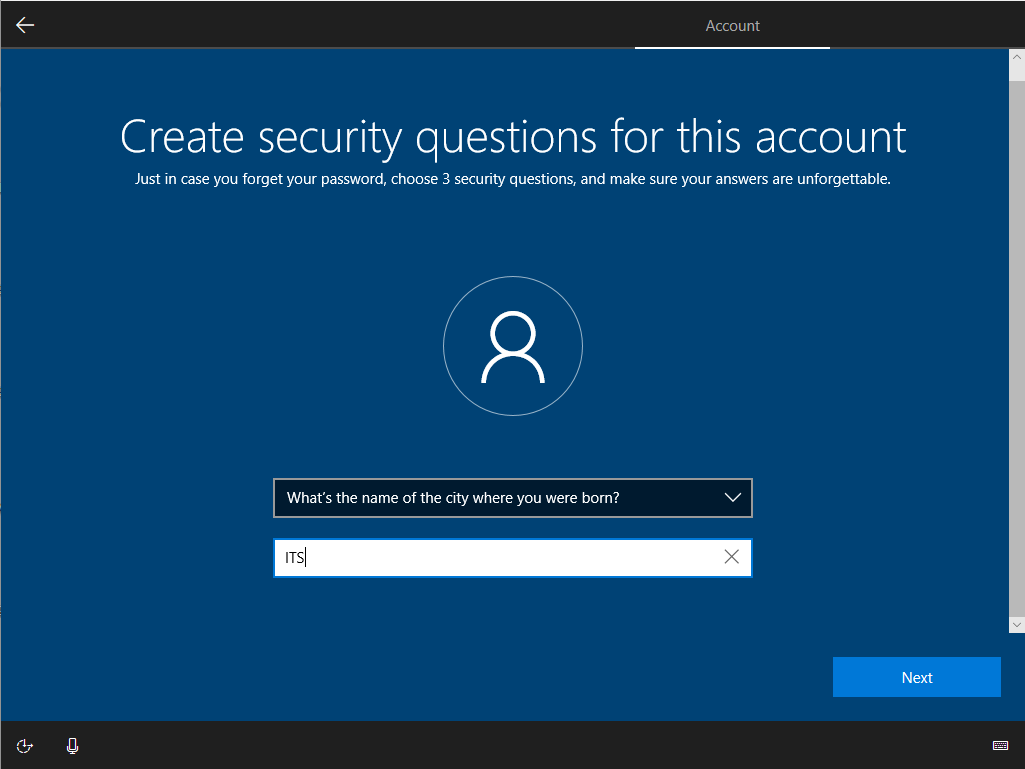 Account
Create security questions for this account
Just in case you forget your password, choose 3 security questions, and make sure your answers are unforgettable.
What's the name of the city where you were born?
ITS
Next